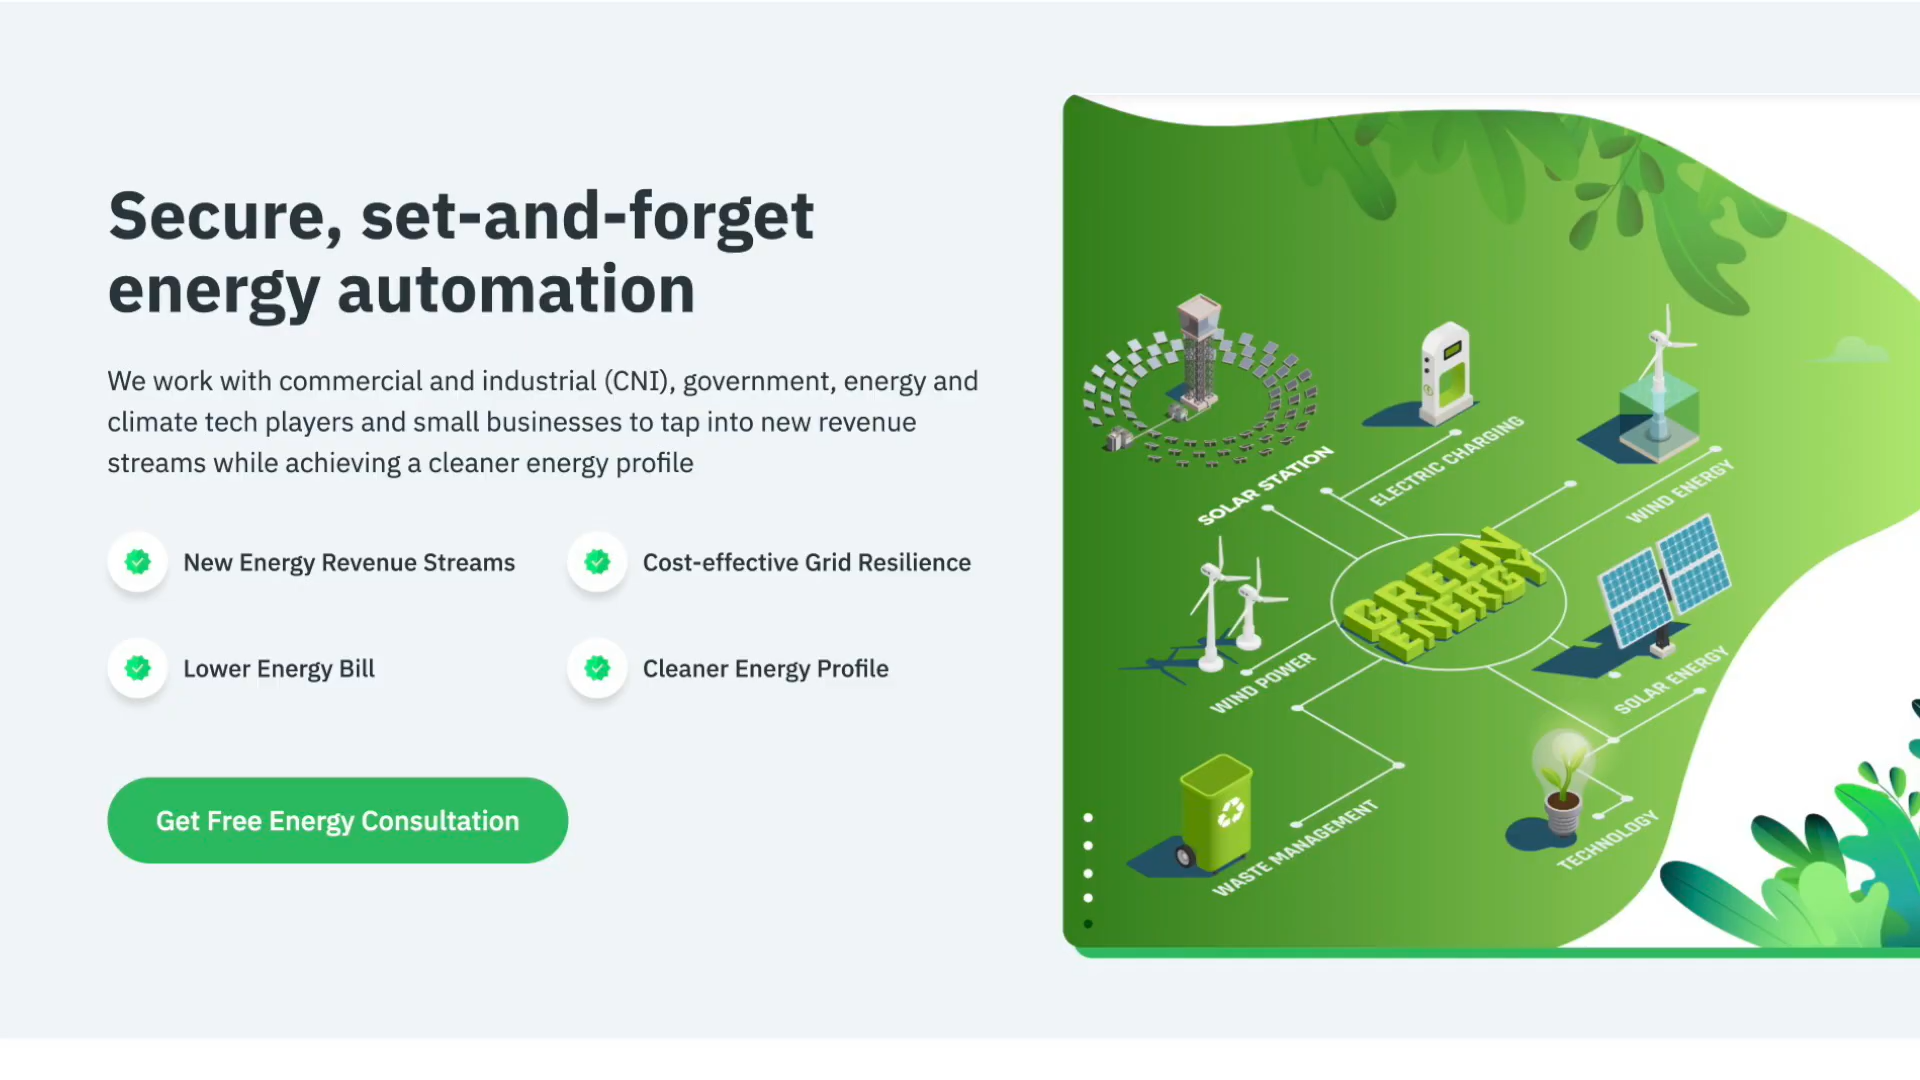 Secure, set-and-forget
energy automation
We work with commercial and industrial (CNI), government, energy and
climate tech players and small businesses to tap into new revenue
streams while achieving a cleaner energy profile
New Energy Revenue Streams
Cost-effective Grid Resilience
Lower Energy Bill
Cleaner Energy Profile
Get Free Energy Consultation
SOLAR STATION
ELECTRIC CHARGING
WIND ENERGY
GREEN
ENERGY
WIND POWER
SOLAR ENERGY
WASTE MANAGEMENT
TECHNOLOGY